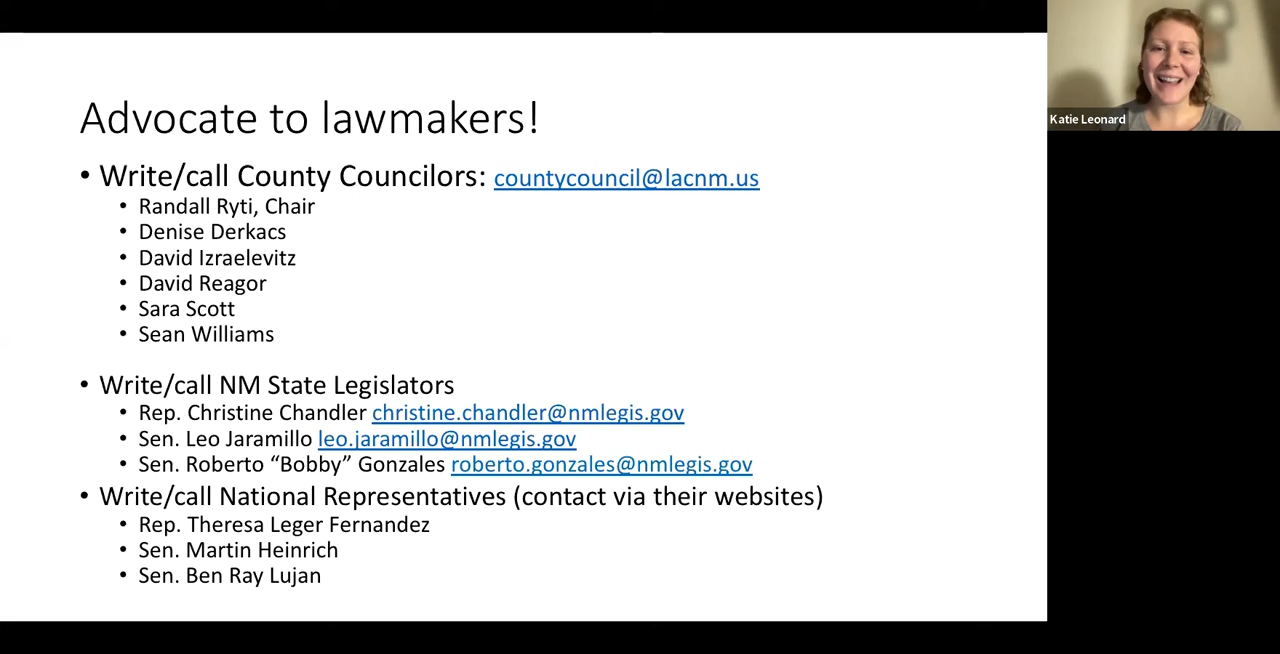 Advocate to lawmakers!
• Write/call County Councilors: countycouncil@lacnm.us
• Randall Ryti, Chair
• Denise Derkacs
• David Izraelevitz
• David Reagor
• Sara Scott
• Sean Williams
• Write/call NM State Legislators
• Rep. Christine Chandler christine.chandler@nmlegis.gov
• Sen. Leo Jaramillo leo.jaramillo@nmlegis.gov
• Sen. Roberto “Bobby” Gonzales roberto.gonzales@nmlegis.gov
• Write/call National Representatives (contact via their websites)
• Rep. Theresa Leger Fernandez
• Sen. Martin Heinrich
• Sen. Ben Ray Lujan
Katie Leonard